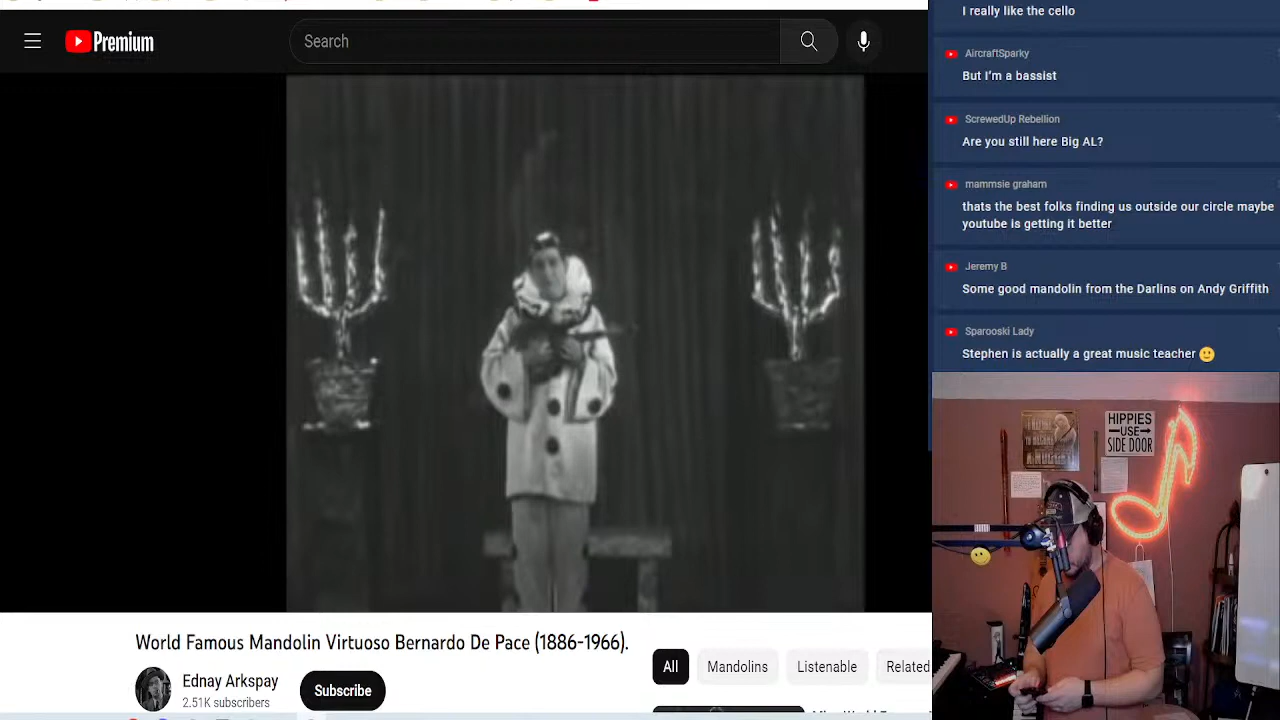 Premium
Search
I really like the cello
AircraftSparky
But I'm a bassist
ScrewedUp Rebellion
Are you still here Big AL?
mammsie graham
thats the best folks finding us outside our circle maybe
youtube is getting it better
Jeremy B
Some good mandolin from the Darlins on Andy Griffith
Sparooski Lady
Stephen is actually a great music teacher 🙂
HIPPIES
USE
SIDE DOOR
World Famous Mandolin Virtuoso Bernardo De Pace (1886-1966).
Ednay Arkspay
2.51K subscribers
Subscribe
All
Mandolins
Listenable
Related